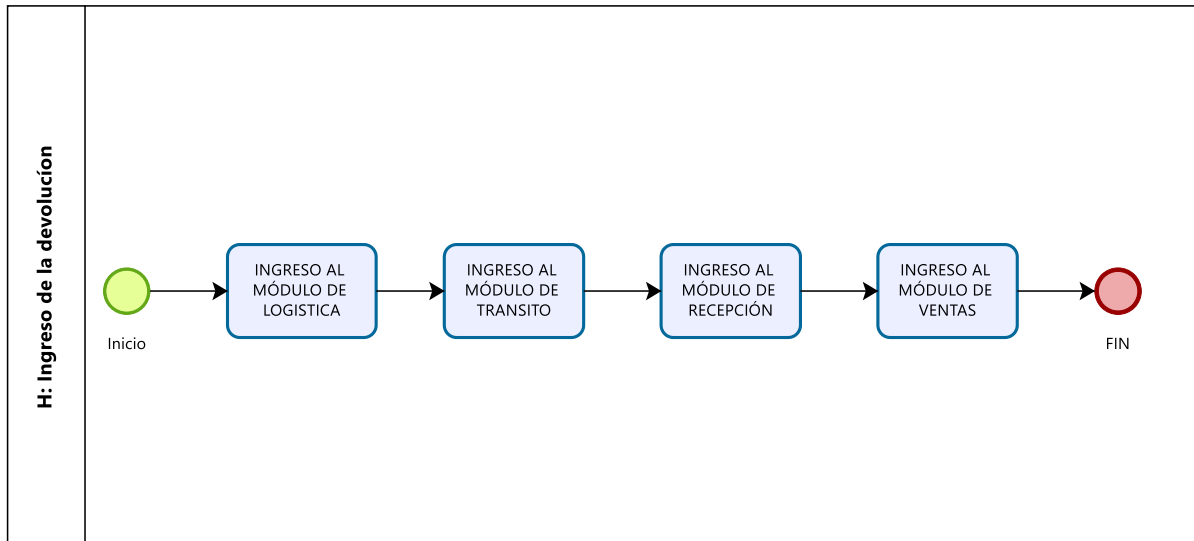 H: Ingreso de la devolucíon
Inicio
INGRESO AL
MÓDULO DE
LOGISTICA
INGRESO AL
MÓDULO DE
TRANSITO
INGRESO AL
MÓDULO DE
RECEPCIÓN
INGRESO AL
MÓDULO DE
VENTAS
FIN